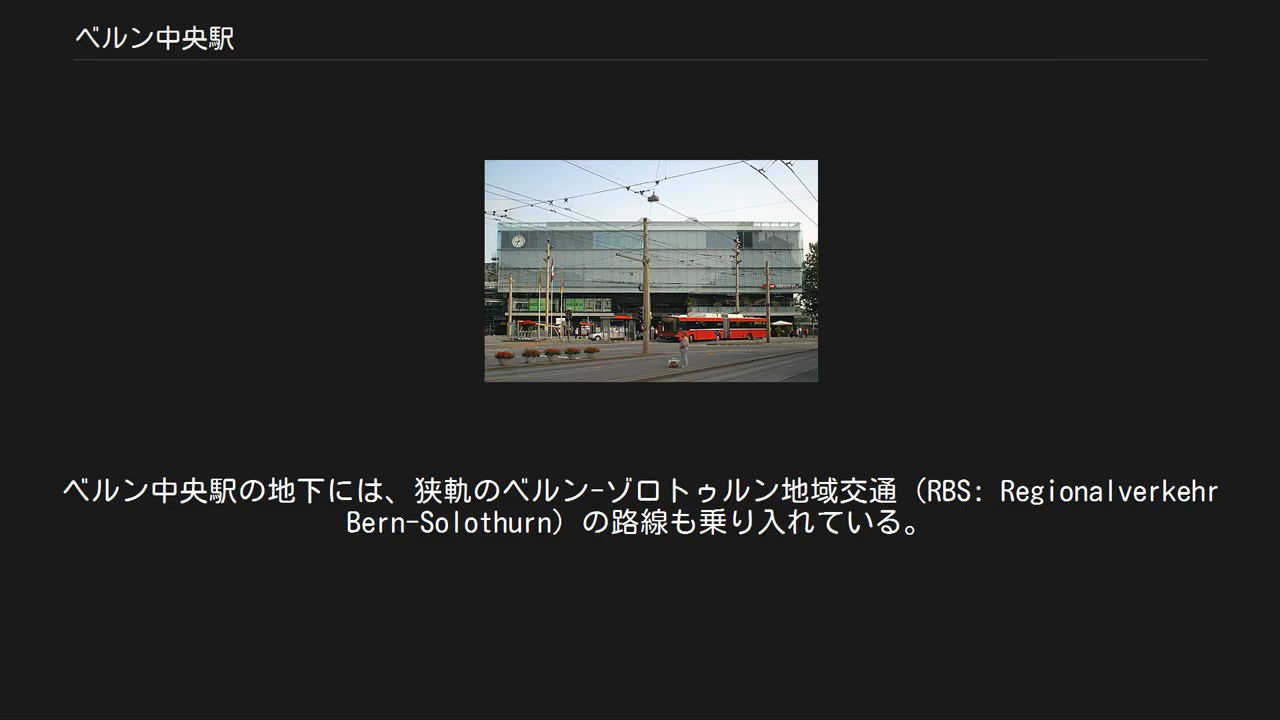 ベルン中央駅
ベルン中央駅の地下には、狭軌のベルン-ゾロトゥルン地域交通（RBS: Regionalverkehr
Bern-Solothurn）の路線も乗り入れている。